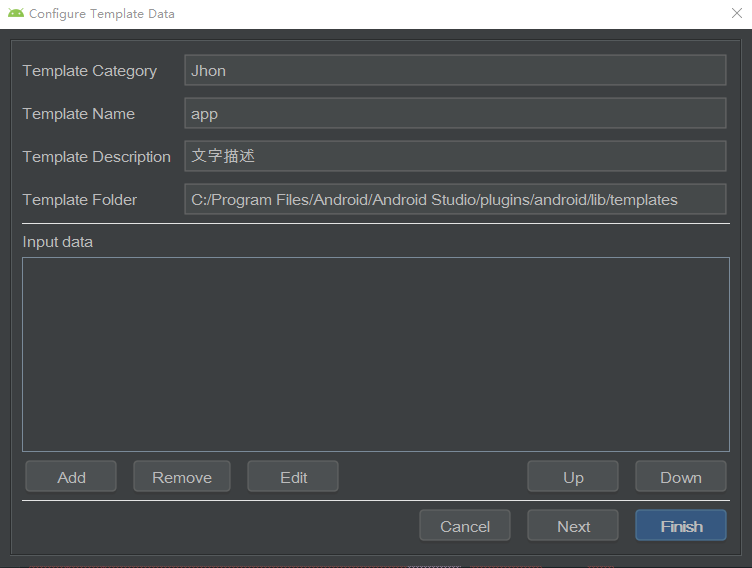 Configure Template Data
Template Category Jhon
Template Name app
Template Description 文字描述
Template Folder C:/Program Files/Android/Android Studio/plugins/android/lib/templates
Input data
Add Remove Edit Up Down
Cancel Next Finish